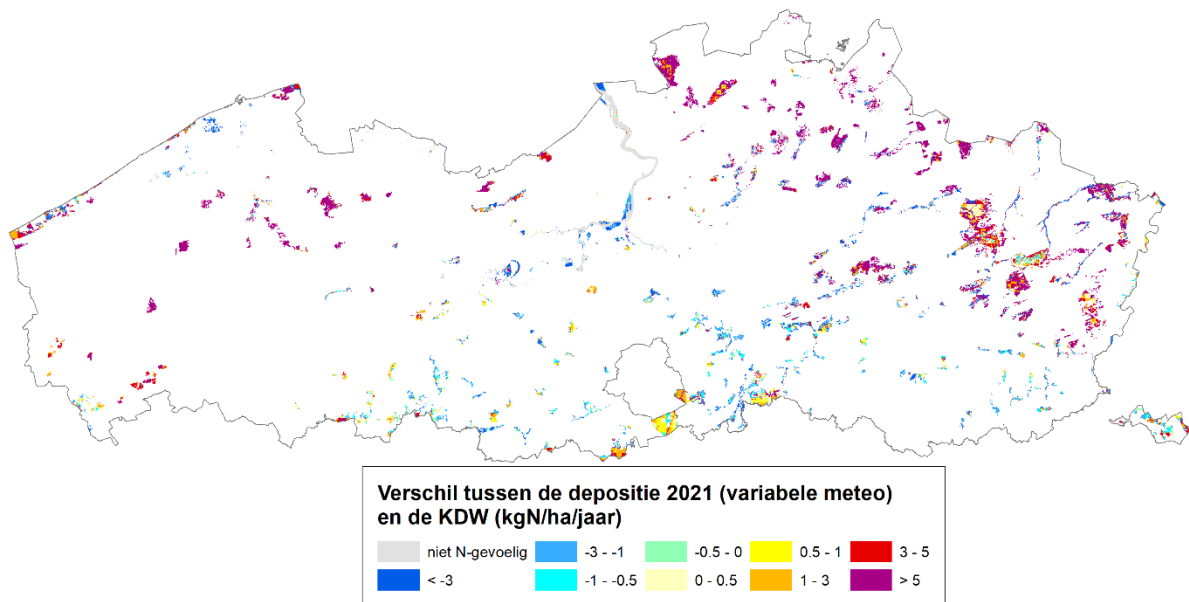 Verschil tussen de depositie 2021 (variabele meteo)
en de KDW (kgN/ha/jaar)
niet N-gevoelig -3 - -1 -0.5 - 0 0.5 - 1 3 - 5
< -3 -1 - -0.5 0 - 0.5 1 - 3 > 5